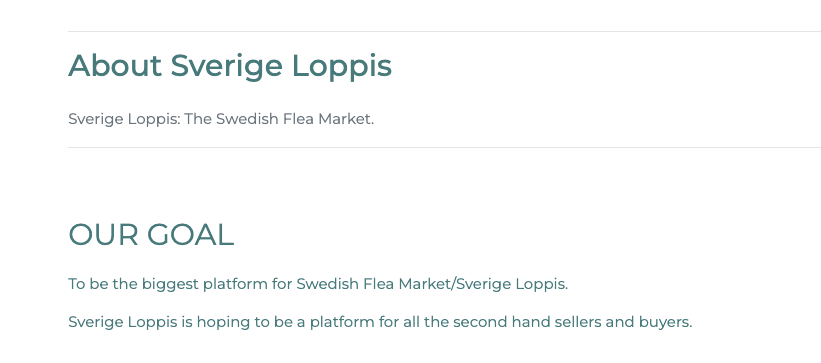 About Sverige Loppis
Sverige Loppis: The Swedish Flea Market.
OUR GOAL
To be the biggest platform for Swedish Flea Market/Sverige Loppis.
Sverige Loppis is hoping to be a platform for all the second hand sellers and buyers.